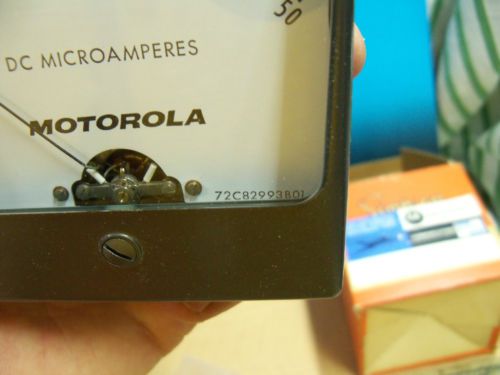 50
DC MICROAMPERES
MOTOROLA
72C82993B01